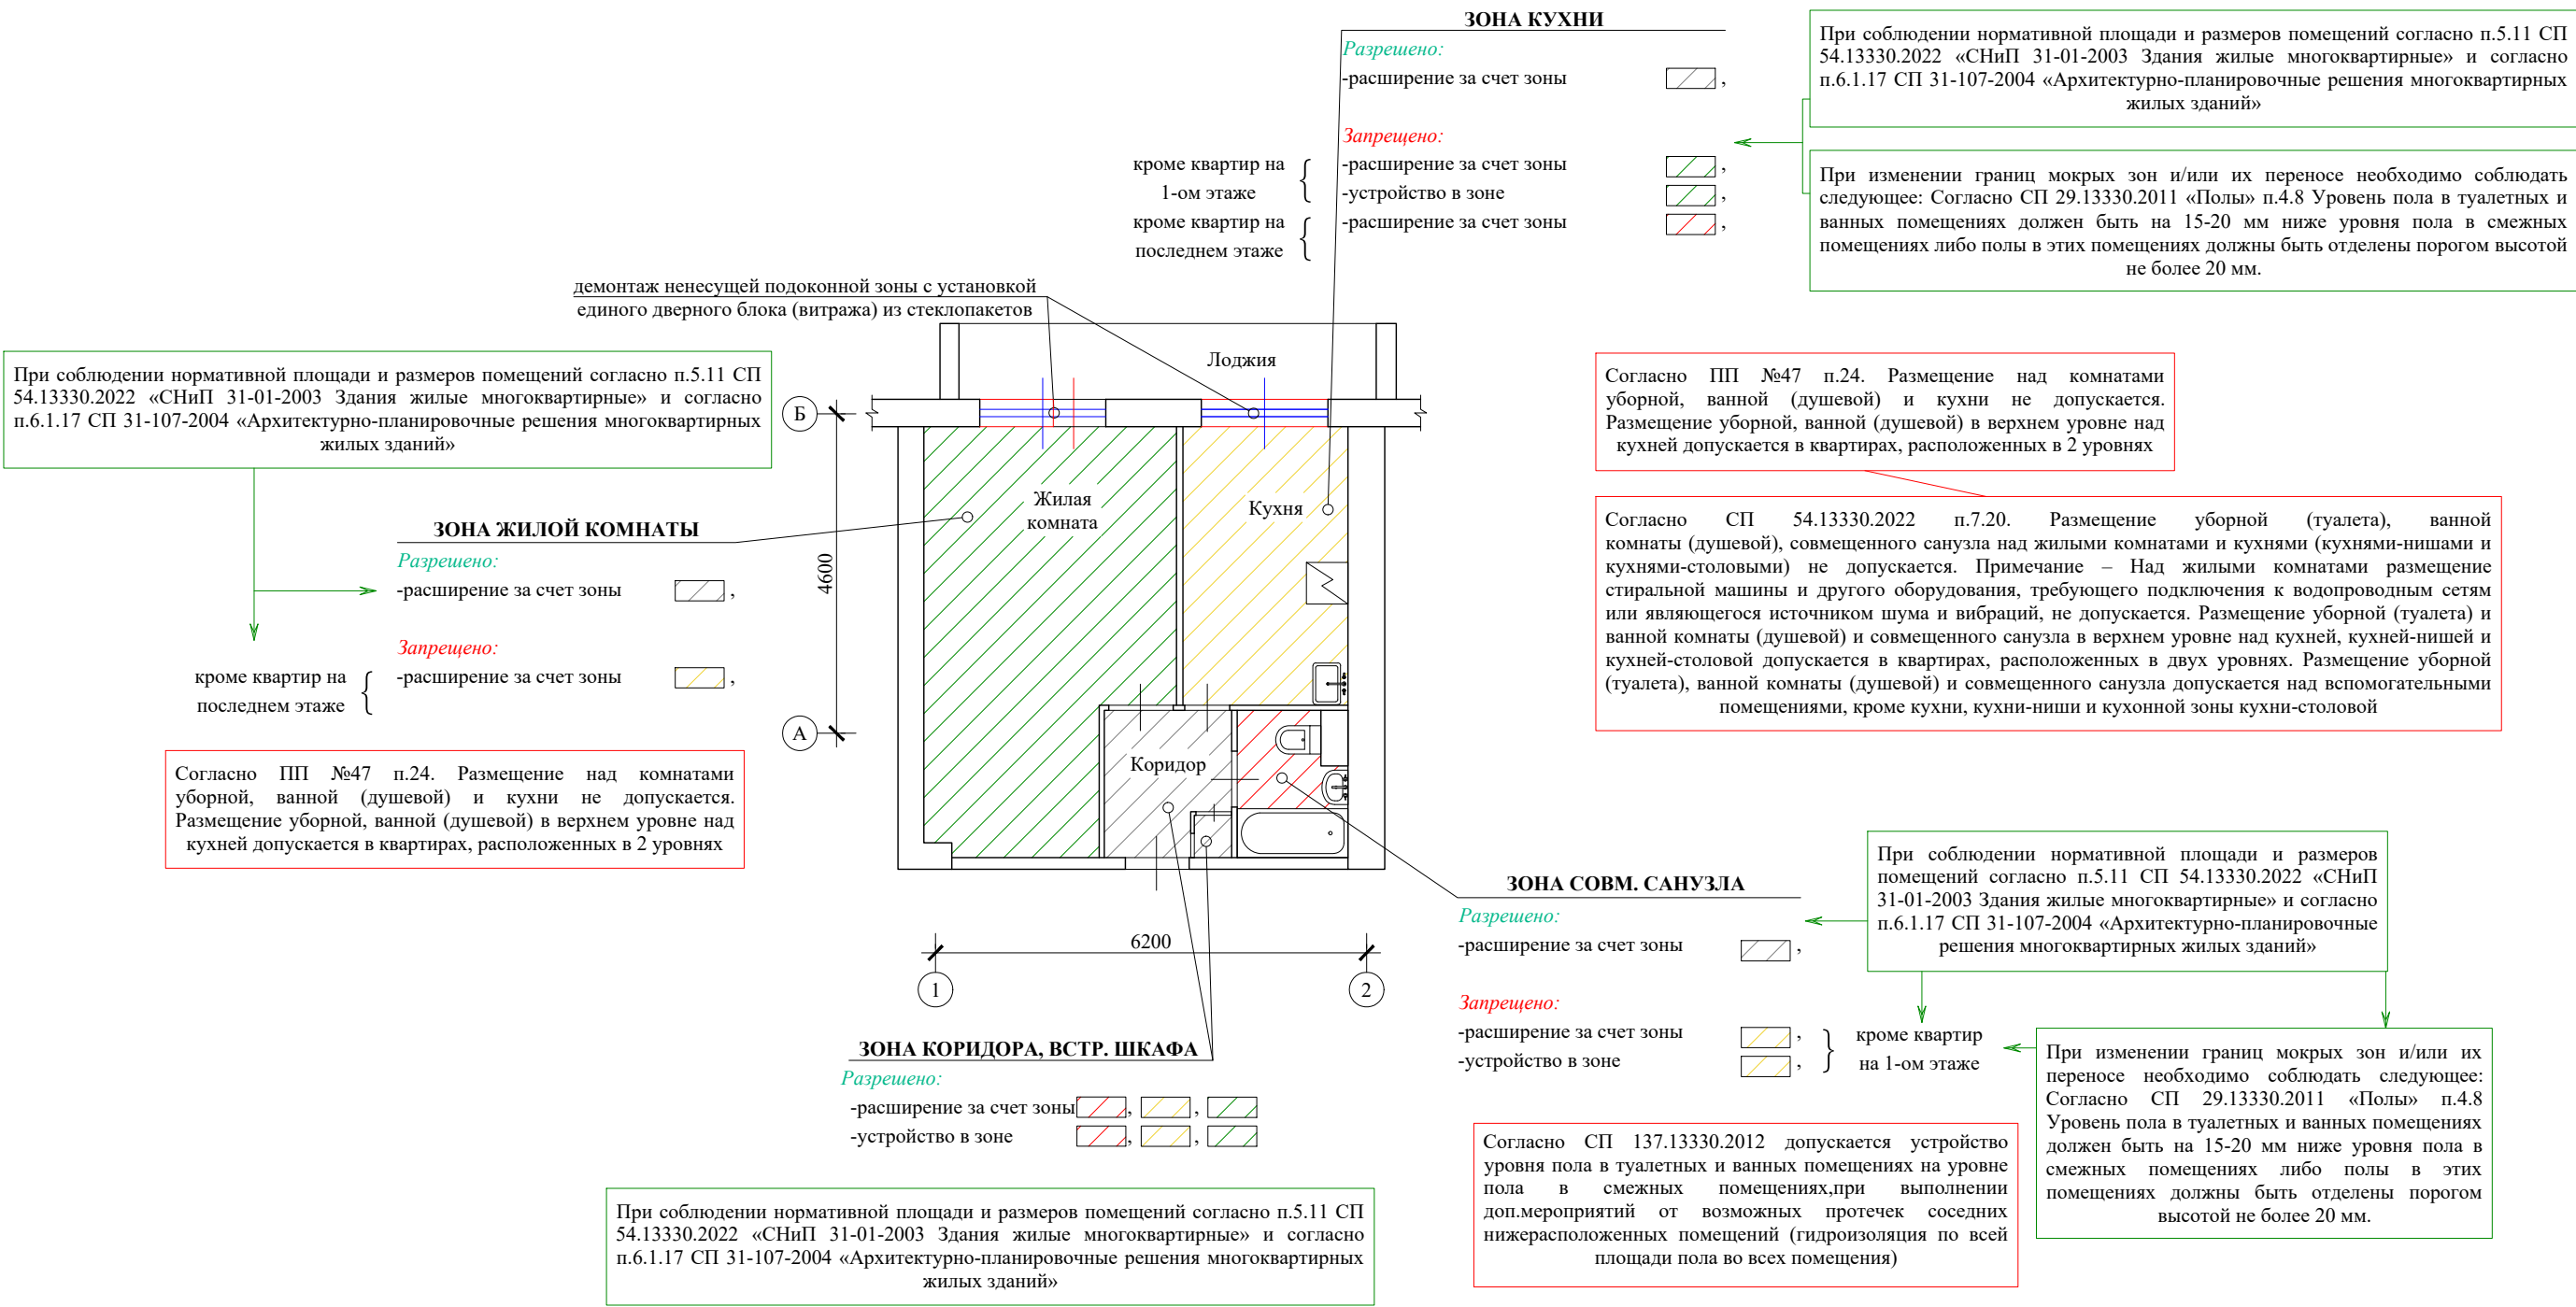 ЗОНА КУХНИ
Разрешено:
-расширение за счет зоны ,
Запрещено:
кроме квартир на
1-ом этаже
-расширение за счет зоны ,
-устройство в зоне ,
кроме квартир на
последнем этаже
-расширение за счет зоны ,
При соблюдении нормативной площади и размеров помещений согласно п.5.11 СП
54.13330.2022 «СНиП 31-01-2003 Здания жилые многоквартирные» и согласно
п.6.1.17 СП 31-107-2004 «Архитектурно-планировочные решения многоквартирных
жилых зданий»
При изменении границ мокрых зон и/или их переносе необходимо соблюдать
следующее: Согласно СП 29.13330.2011 «Полы» п.4.8 Уровень пола в туалетных и
ванных помещениях должен быть на 15-20 мм ниже уровня пола в смежных
помещениях либо полы в этих помещениях должны быть отделены порогом высотой
не более 20 мм.
демонтаж ненесущей подоконной зоны с установкой
единого дверного блока (витража) из стеклопакетов
При соблюдении нормативной площади и размеров помещений согласно п.5.11 СП
54.13330.2022 «СНиП 31-01-2003 Здания жилые многоквартирные» и согласно
п.6.1.17 СП 31-107-2004 «Архитектурно-планировочные решения многоквартирных
жилых зданий»
ЗОНА ЖИЛОЙ КОМНАТЫ
Разрешено:
-расширение за счет зоны ,
Запрещено:
кроме квартир на
последнем этаже
-расширение за счет зоны ,
Согласно ПП №47 п.24. Размещение над комнатами
уборной, ванной (душевой) и кухни не допускается.
Размещение уборной, ванной (душевой) в верхнем уровне над
кухней допускается в квартирах, расположенных в 2 уровнях
Лоджия
Б
Жилая
комната
Кухня
4600
А
Коридор
6200
1
2
Согласно ПП №47 п.24. Размещение над комнатами
уборной, ванной (душевой) и кухни не допускается.
Размещение уборной, ванной (душевой) в верхнем уровне над
кухней допускается в квартирах, расположенных в 2 уровнях
Согласно СП 54.13330.2022 п.7.20. Размещение уборной (туалета), ванной
комнаты (душевой), совмещенного санузла над жилыми комнатами и кухнями (кухнями-нишами и
кухнями-столовыми) не допускается. Примечание – Над жилыми комнатами размещение
стиральной машины и другого оборудования, требующего подключения к водопроводным сетям
или являющегося источником шума и вибраций, не допускается. Размещение уборной (туалета) и
ванной комнаты (душевой) и совмещенного санузла в верхнем уровне над кухней, кухней-нишей и
кухней-столовой допускается в квартирах, расположенных в двух уровнях. Размещение уборной
(туалета), ванной комнаты (душевой) и совмещенного санузла допускается над вспомогательными
помещениями, кроме кухни, кухни-ниши и кухонной зоны кухни-столовой
ЗОНА СОВМ. САНУЗЛА
Разрешено:
-расширение за счет зоны ,
Запрещено:
-расширение за счет зоны ,
-устройство в зоне ,
кроме квартир
на 1-ом этаже
При соблюдении нормативной площади и размеров
помещений согласно п.5.11 СП 54.13330.2022 «СНиП
31-01-2003 Здания жилые многоквартирные» и согласно
п.6.1.17 СП 31-107-2004 «Архитектурно-планировочные
решения многоквартирных жилых зданий»
При изменении границ мокрых зон и/или их
переносе необходимо соблюдать следующее:
Согласно СП 29.13330.2011 «Полы» п.4.8
Уровень пола в туалетных и ванных помещениях
должен быть на 15-20 мм ниже уровня пола в
смежных помещениях либо полы в этих
помещениях должны быть отделены порогом
высотой не более 20 мм.
Согласно СП 137.13330.2012 допускается устройство
уровня пола в туалетных и ванных помещениях на уровне
пола в смежных помещениях,при выполнении
доп.мероприятий от возможных протечек соседних
нижерасположенных помещений (гидроизоляция по всей
площади пола во всех помещения)
ЗОНА КОРИДОРА, ВСТР. ШКАФА
Разрешено:
-расширение за счет зоны , ,
-устройство в зоне , ,
При соблюдении нормативной площади и размеров помещений согласно п.5.11 СП
54.13330.2022 «СНиП 31-01-2003 Здания жилые многоквартирные» и согласно
п.6.1.17 СП 31-107-2004 «Архитектурно-планировочные решения многоквартирных
жилых зданий»